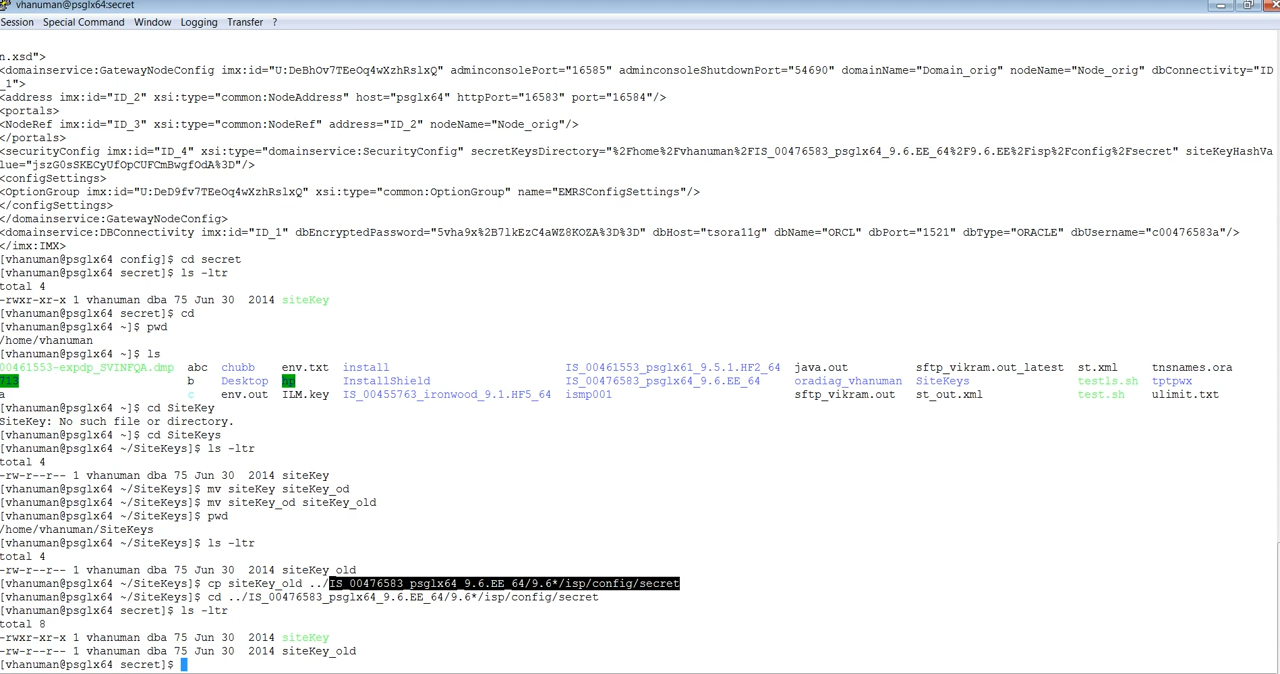 vhanuman@psglx64:secret
Session Special Command Window Logging Transfer ?
n.xsd">
<domainservice:GatewayNodeConfig imx:id="U:DeBhOv7TEeOq4wXzhRslxQ" adminconsolePort="16585" adminconsoleShutdownPort="54690" domainName="Domain_orig" nodeName="Node_orig" dbConnectivity="ID
_1">
<address imx:id="ID_2" xsi:type="common:NodeAddress" host="psglx64" httpPort="16583" port="16584"/>
<portals>
<NodeRef imx:id="ID_3" xsi:type="common:NodeRef" address="ID_2" nodeName="Node_orig"/>
</portals>
<securityConfig imx:id="ID_4" xsi:type="domainservice:SecurityConfig" secretKeysDirectory="%2Fhome%2Fvhanuman%2FIS_00476583_psglx64_9.6.EE_64%2F9.6.EE%2Fisp%2Fconfig%2Fsecret" siteKeyHashVa
lue="jszG0sSKECyUfOpCUFCmBwgfOdA%3D"/>
<configSettings>
<OptionGroup imx:id="U:DeD9fv7TEeOq4wXzhRslxQ" xsi:type="common:OptionGroup" name="EMRSConfigSettings"/>
</configSettings>
</domainservice:GatewayNodeConfig>
<domainservice:DBConnectivity imx:id="ID_1" dbEncryptedPassword="5vha9x%2B7lkEzC4aWZ8KOZA%3D%3D" dbHost="tsora11g" dbName="ORCL" dbPort="1521" dbType="ORACLE" dbUsername="c00476583a"/>
</imx:IMX>
[vhanuman@psglx64 config]$ cd secret
[vhanuman@psglx64 secret]$ ls -ltr
total 4
-rwxr-xr-x 1 vhanuman dba 75 Jun 30  2014 siteKey
[vhanuman@psglx64 secret]$ cd
[vhanuman@psglx64 ~]$ pwd
/home/vhanuman
[vhanuman@psglx64 ~]$ ls
00461553-expdp_SVINFQA.dmp abc chubb env.txt install IS_00461553_psglx61_9.5.1.HF2_64 java.out sftp_vikram.out_latest st.xml tnsnames.ora
713 b Desktop hp InstallShield IS_00476583_psglx64_9.6.EE_64 oradiag_vhanuman SiteKeys testls.sh tptpwx
a c env.out ILM.key IS_00455763_ironwood_9.1.HF5_64 ismp001 sftp_vikram.out st_out.xml test.sh ulimit.txt
[vhanuman@psglx64 ~]$ cd SiteKey
SiteKey: No such file or directory.
[vhanuman@psglx64 ~]$ cd SiteKeys
[vhanuman@psglx64 ~/SiteKeys]$ ls -ltr
total 4
-rw-r--r-- 1 vhanuman dba 75 Jun 30  2014 siteKey
[vhanuman@psglx64 ~/SiteKeys]$ mv siteKey siteKey_od
[vhanuman@psglx64 ~/SiteKeys]$ mv siteKey_od siteKey_old
[vhanuman@psglx64 ~/SiteKeys]$ pwd
/home/vhanuman/SiteKeys
[vhanuman@psglx64 ~/SiteKeys]$ ls -ltr
total 4
-rw-r--r-- 1 vhanuman dba 75 Jun 30  2014 siteKey_old
[vhanuman@psglx64 ~/SiteKeys]$ cp siteKey_old ../IS_00476583_psglx64_9.6.EE_64/9.6*/isp/config/secret
[vhanuman@psglx64 ~/SiteKeys]$ cd ../IS_00476583_psglx64_9.6.EE_64/9.6*/isp/config/secret
[vhanuman@psglx64 secret]$ ls -ltr
total 8
-rwxr-xr-x 1 vhanuman dba 75 Jun 30  2014 siteKey
-rw-r--r-- 1 vhanuman dba 75 Jun 30  2014 siteKey_old
[vhanuman@psglx64 secret]$